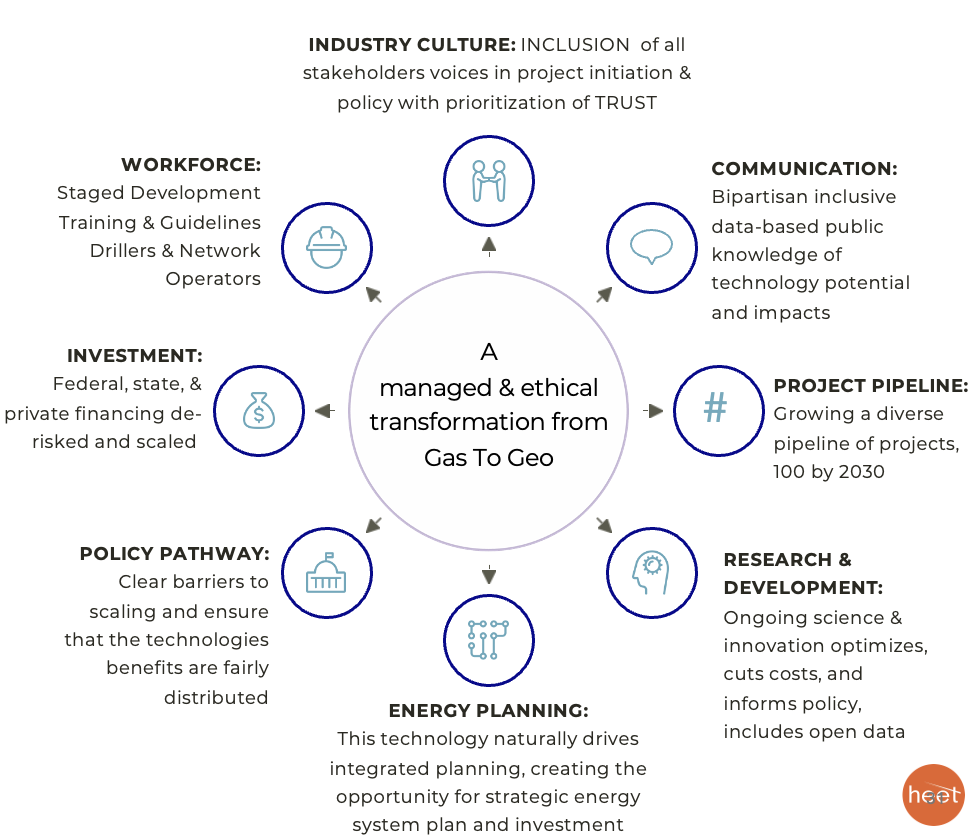 INDUSTRY CULTURE: INCLUSION of all
stakeholders voices in project initiation &
policy with prioritization of TRUST
WORKFORCE:
Staged Development
Training & Guidelines
Drillers & Network
Operators
COMMUNICATION:
Bipartisan inclusive
data-based public
knowledge of
technology potential
and impacts
A
managed & ethical
transformation from
Gas To Geo
INVESTMENT:
Federal, state, &
private financing de-
risked and scaled
#
PROJECT PIPELINE:
Growing a diverse
pipeline of projects,
100 by 2030
POLICY PATHWAY:
Clear barriers to
scaling and ensure
that the technologies
benefits are fairly
distributed
RESEARCH &
DEVELOPMENT:
Ongoing science &
innovation optimizes,
cuts costs, and
informs policy,
includes open data
ENERGY PLANNING:
This technology naturally drives
integrated planning, creating the
opportunity for strategic energy
system plan and investment
heet